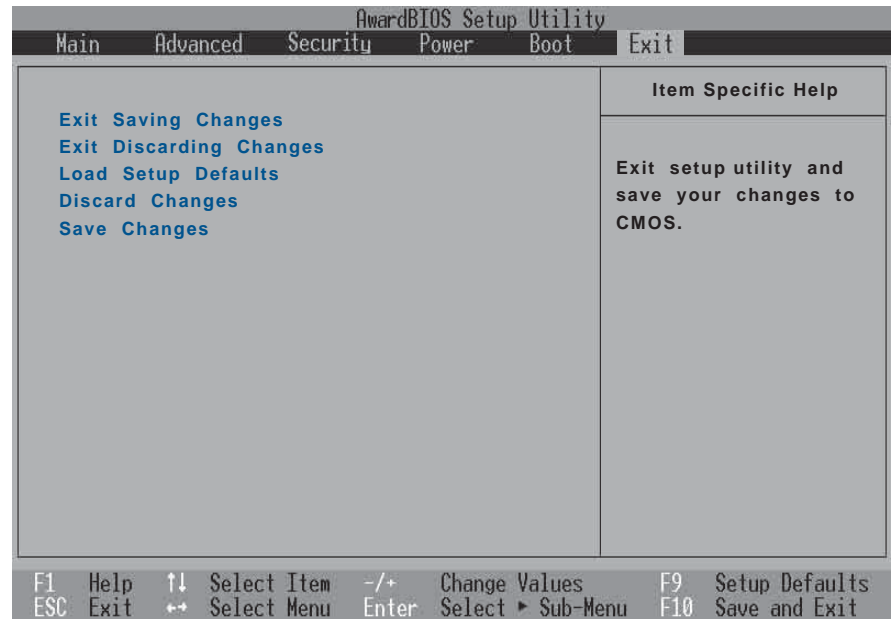 AwardBIOS Setup Utility
Main Advanced Security Power Boot Exit
Item Specific Help
Exit Saving Changes
Exit Discarding Changes
Load Setup Defaults
Discard Changes
Save Changes
Exit setup utility and
save your changes to
CMOS.
F1 Help ↑↓ Select Item -/+ Change Values F9 Setup Defaults
ESC Exit ←→ Select Menu Enter Select ▶ Sub-Menu F10 Save and Exit